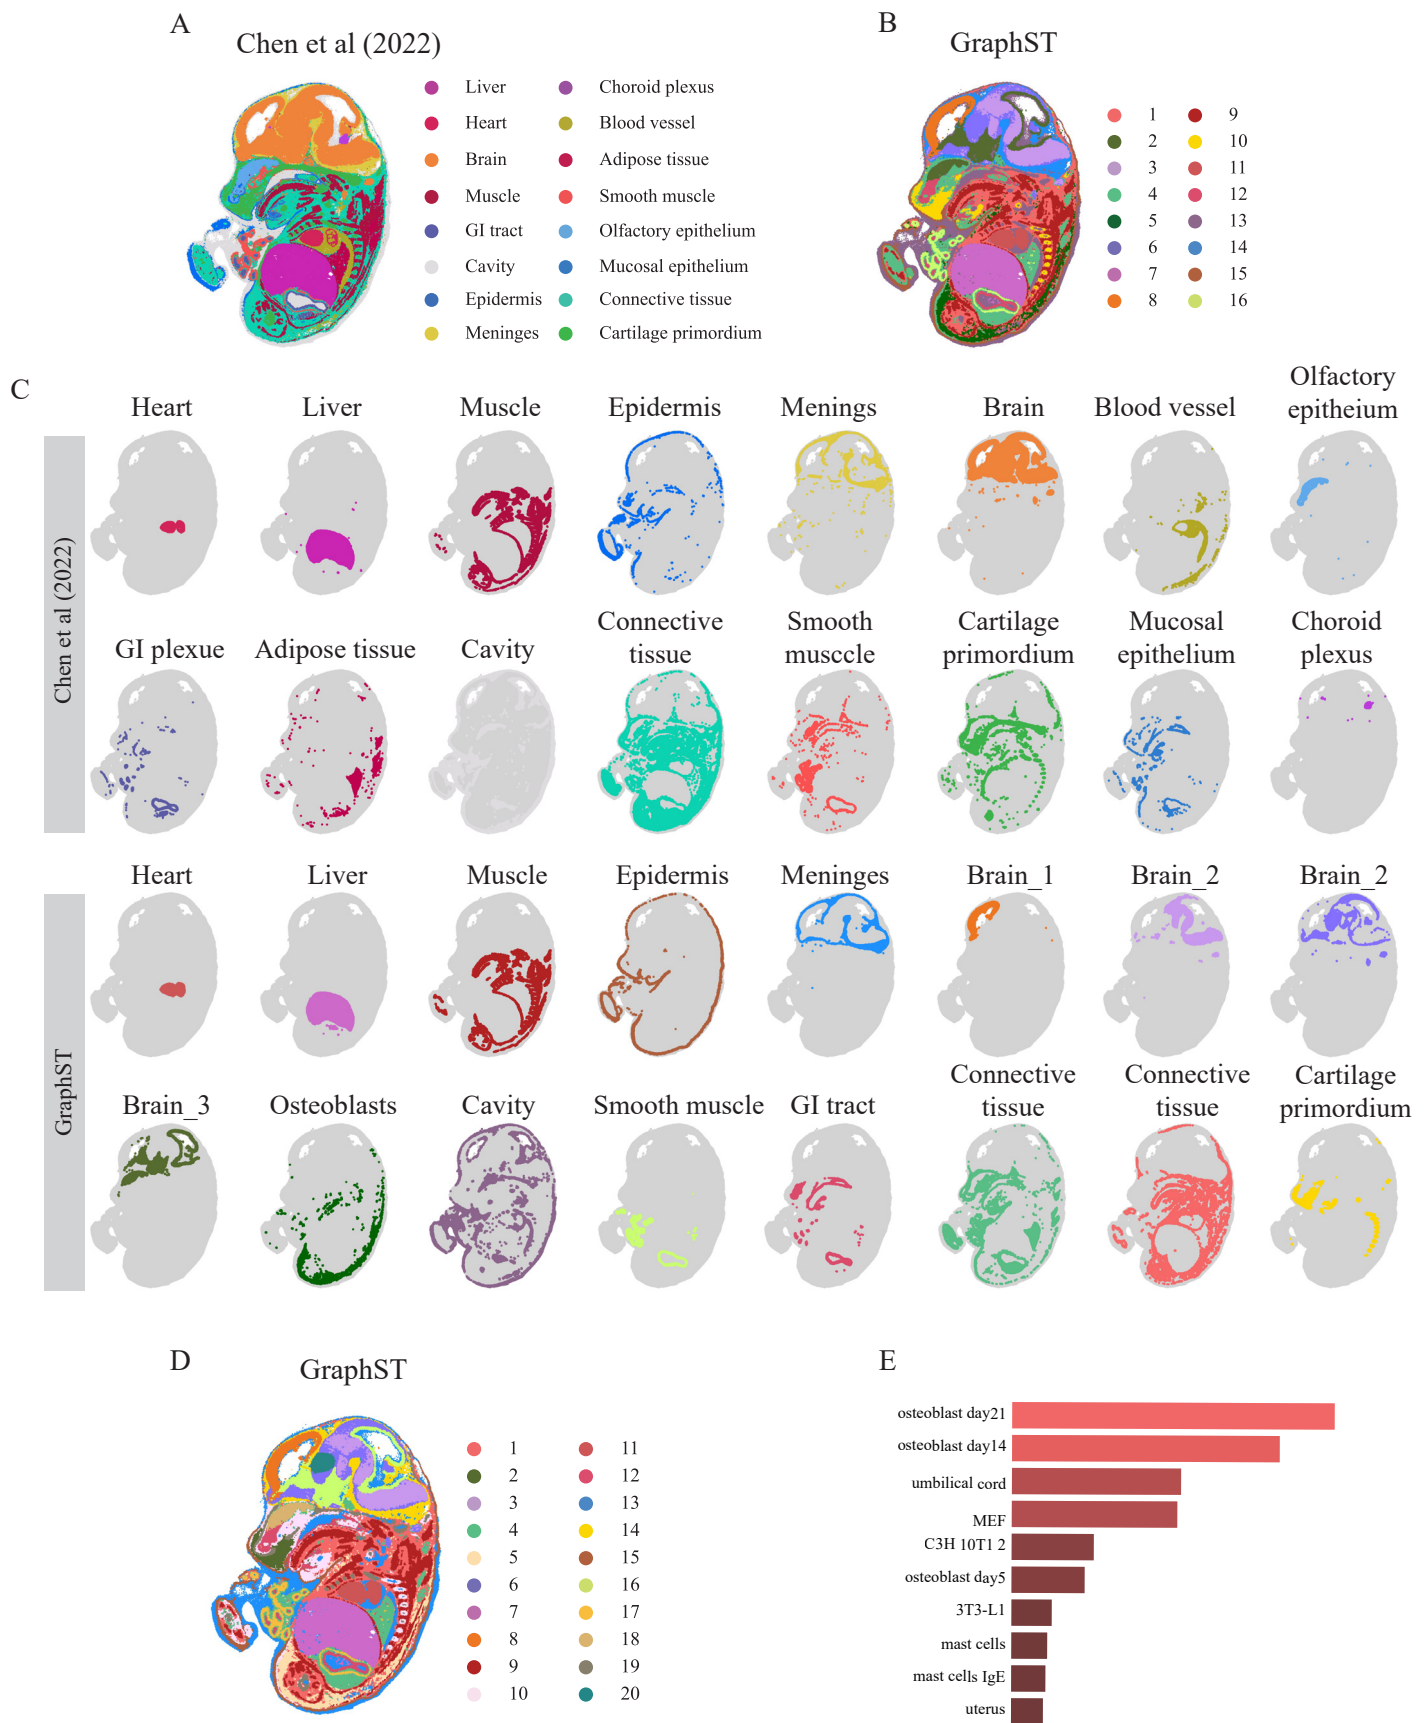 A
Chen et al (2022)
Liver
Heart
Brain
Muscle
GI tract
Cavity
Epidermis
Meninges
Choroid plexus
Blood vessel
Adipose tissue
Smooth muscle
Olfactory epithelium
Mucosal epithelium
Connective tissue
Cartilage primordium
B
GraphST
1
2
3
4
5
6
7
8
9
10
11
12
13
14
15
16
C
Chen et al (2022)
Heart
Liver
Muscle
Epidermis
Menings
Brain
Blood vessel
Olfactory
epitheium
GI plexue
Adipose tissue
Cavity
Connective
tissue
Smooth
musccle
Cartilage
primordium
Mucosal
epithelium
Choroid
plexus
GraphST
Heart
Liver
Muscle
Epidermis
Meninges
Brain_1
Brain_2
Brain_2
Brain_3
Osteoblasts
Cavity
Smooth muscle
GI tract
Connective
tissue
Connective
tissue
Cartilage
primordium
D
GraphST
1
2
3
4
5
6
7
8
9
10
11
12
13
14
15
16
17
18
19
20
E
osteoblast day21
osteoblast day14
umbilical cord
MEF
C3H 10T1 2
osteoblast day5
3T3-L1
mast cells
mast cells IgE
uterus